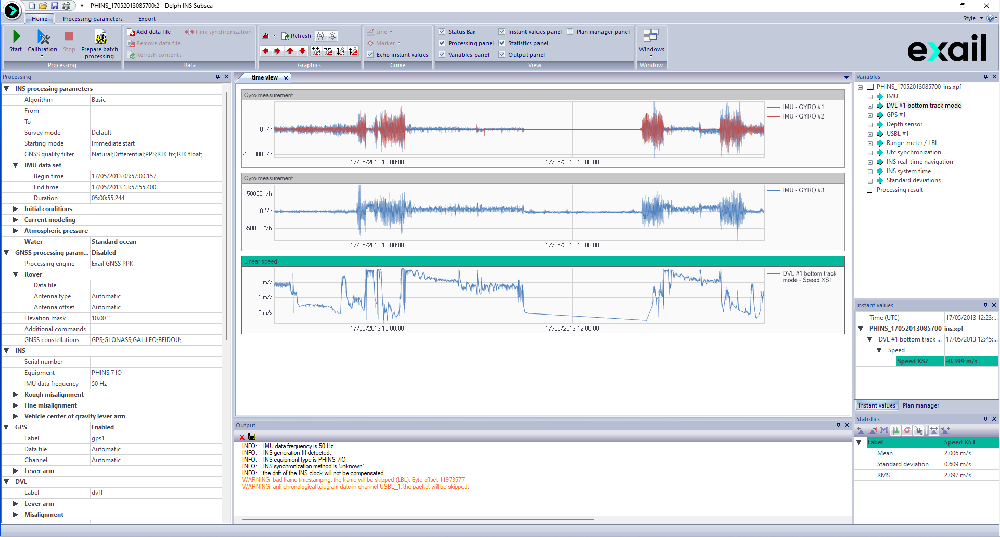 PHINS_17052013085700:2 - Delph INS Subsea
Home Processing parameters Export Style
Start Calibration Stop Prepare batch processing
Processing
Add data file Time synchronization
Remove data file
Refresh contents
Data
Refresh
Graphics
Line
Marker
Echo instant values
Curve
Status Bar Instant values panel Plan manager panel
Processing panel Statistics panel
Variables panel Output panel
View
Windows
Window
exail
Processing
INS processing parameters
Algorithm Basic
From
To
Survey mode Default
Starting mode Immediate start
GNSS quality filter Natural;Differential;PPS;RTK fix;RTK float;
IMU data set
Begin time 17/05/2013 08:57:00.157
End time 17/05/2013 13:57:55.400
Duration 05:00:55.244
Initial conditions
Current modeling
Atmospheric pressure
Water Standard ocean
GNSS processing param... Disabled
Processing engine Exail GNSS PPK
Rover
Data file
Antenna type Automatic
Antenna offset Automatic
Elevation mask 10.00 °
Additional commands
GNSS constellations GPS;GLONASS;GALILEO;BEIDOU;
INS
Serial number
Equipment PHINS 7 IO
IMU data frequency 50 Hz
Rough misalignment
Fine misalignment
Vehicle center of gravity lever arm
GPS Enabled
Label gps1
Data file Automatic
Channel Automatic
Lever arm
DVL
Label dvl1
Lever arm
Misalignment
time view
Gyro measurement
0 °/h
-100000 °/h
17/05/2013 10:00:00 17/05/2013 12:00:00
IMU - GYRO #1
IMU - GYRO #2
Gyro measurement
50000 °/h
0 °/h
-50000 °/h
17/05/2013 10:00:00 17/05/2013 12:00:00
IMU - GYRO #3
Linear speed
2 m/s
1 m/s
0 m/s
17/05/2013 10:00:00 17/05/2013 12:00:00
DVL #1 bottom track
mode - Speed XS1
Output
INFO: IMU data frequency is 50 Hz.
INFO: INS generation III detected.
INFO: INS equipment type is PHINS-7IO.
INFO: INS synchronization method is 'unknown'.
INFO: the drift of the INS clock will not be compensated.
WARNING: bad frame timestamping, the frame will be skipped (LBL). Byte offset 11973577
WARNING: anti-chronological telegram date in channel USBL_1, the packet will be skipped.
Variables
PHINS_17052013085700-ins.xpf
IMU
DVL #1 bottom track mode
GPS #1
Depth sensor
USBL #1
Range-meter / LBL
Utc synchronization
INS real-time navigation
INS system time
Standard deviations
Processing result
Instant values
Time (UTC) 17/05/2013 12:23:...
PHINS_17052013085700-ins.xpf
DVL #1 bottom track ... 17/05/2013 12:45:...
Speed
Speed XS2 -0.399 m/s
Instant values Plan manager
Statistics
M μ σ RMS
Label Speed XS1
Mean 2.006 m/s
Standard deviation 0.609 m/s
RMS 2.097 m/s